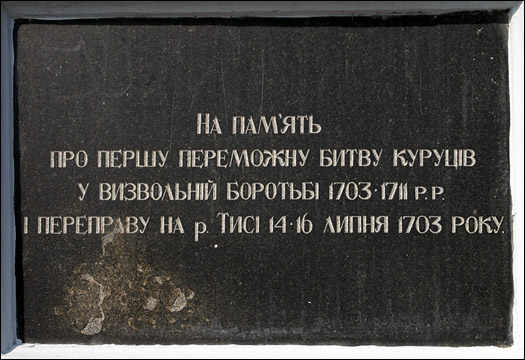 На пам'ять
про першу переможну битву куруців
у визвольній боротьбі 1703-1711 р.р.
і переправу на р. Тисі 14-16 липня 1703 року.